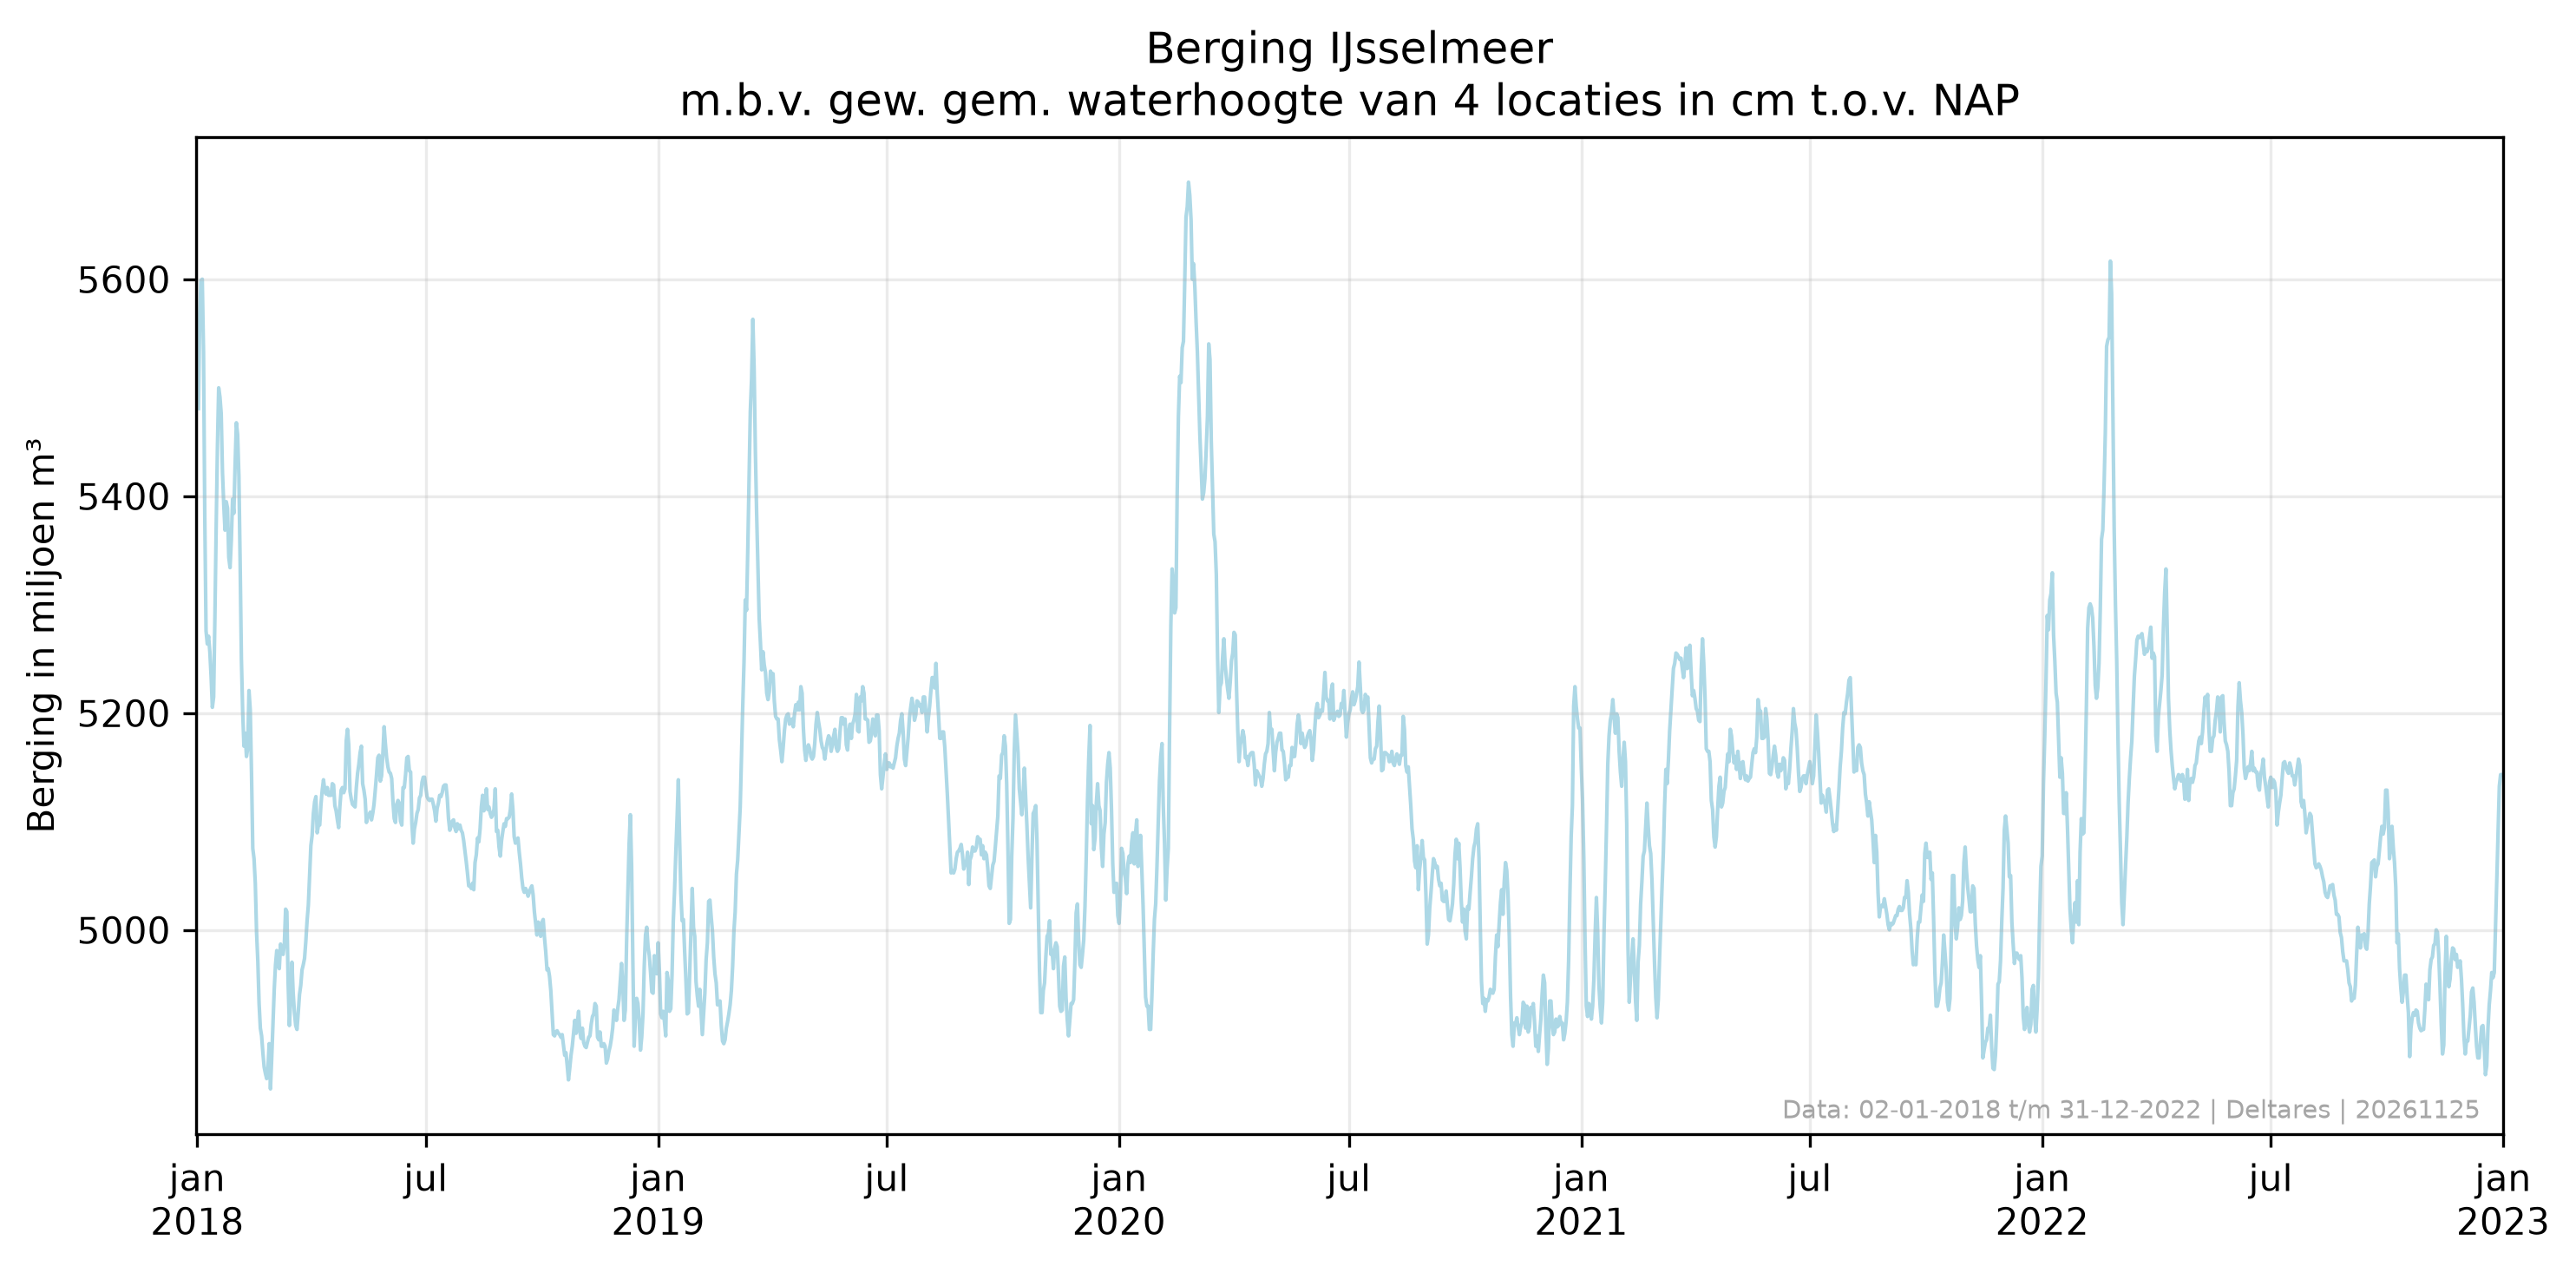 Berging IJsselmeer
m.b.v. gew. gem. waterhoogte van 4 locaties in cm t.o.v. NAP
Berging in miljoen m³
5600
5400
5200
5000
Data: 02-01-2018 t/m 31-12-2022 | Deltares | 20261125
jan jul jan jul jan jul jan jul jan jul jan
2018 2019 2020 2021 2022 2023